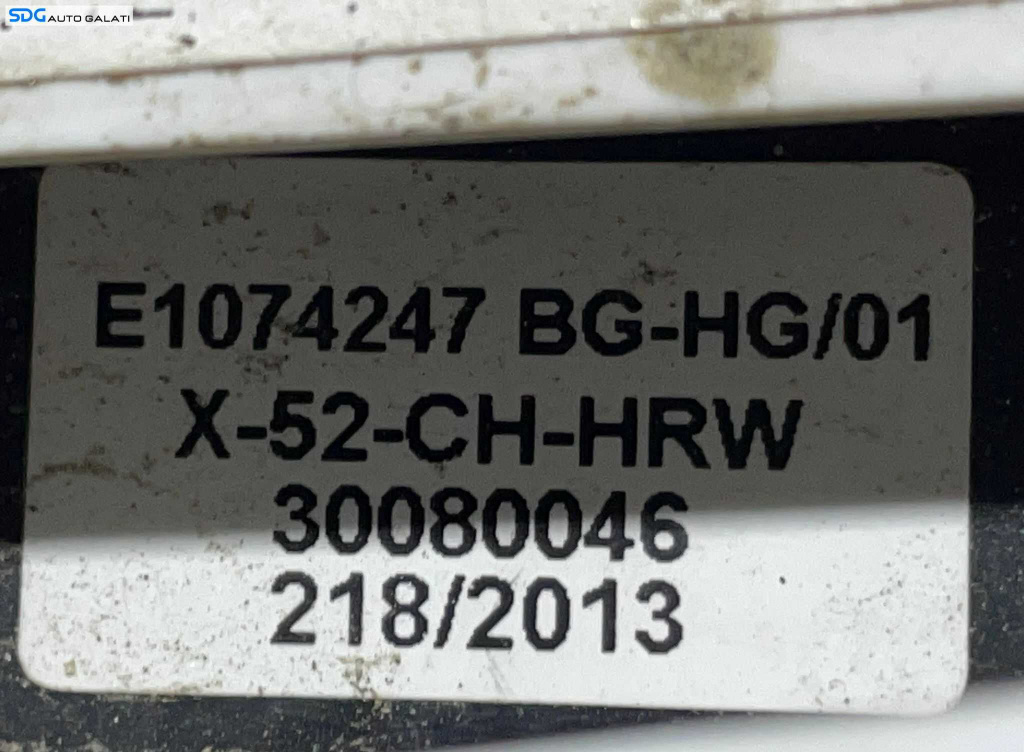 SDG AUTO GALATI
E1074247 BG-HG/01
X-52-CH-HRW
30080046
218/2013